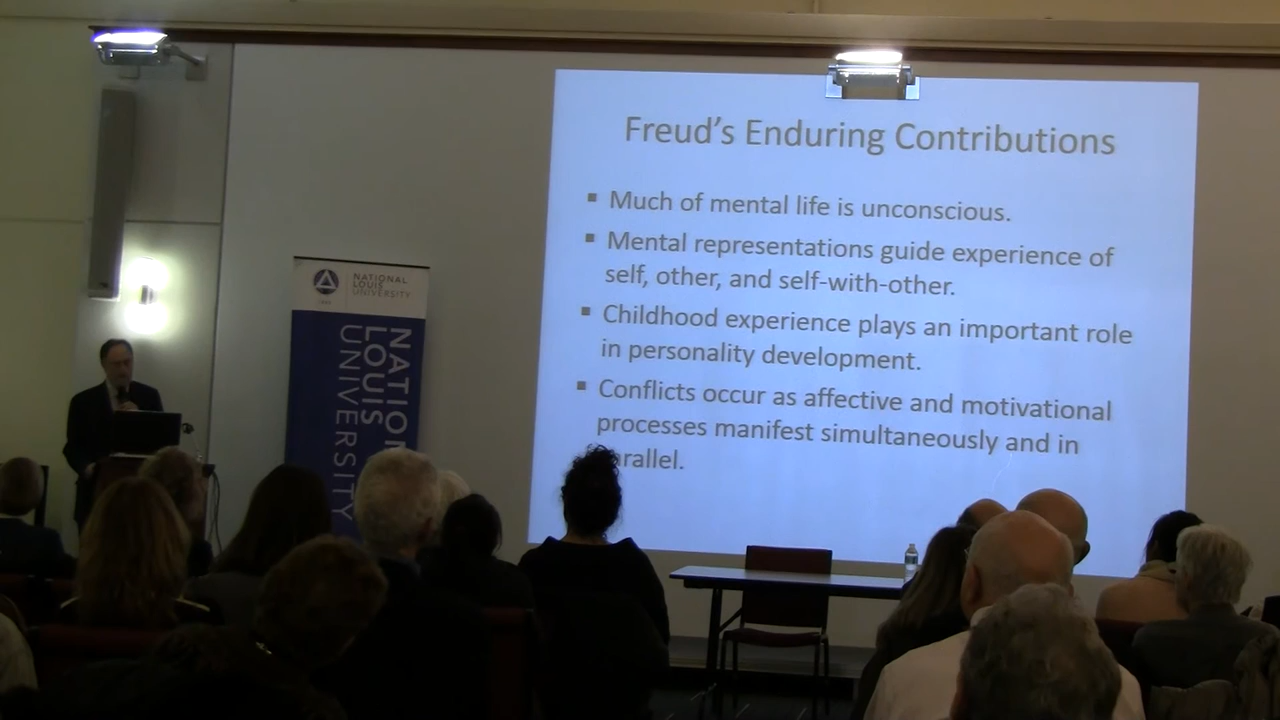 Freud's Enduring Contributions
▪ Much of mental life is unconscious.
▪ Mental representations guide experience of
self, other, and self-with-other.
▪ Childhood experience plays an important role
in personality development.
▪ Conflicts occur as affective and motivational
processes manifest simultaneously and in
arallel.
NATIONAL
LOUIS
UNIVERSITY
NATION
LOUIS
UNIVERSITY